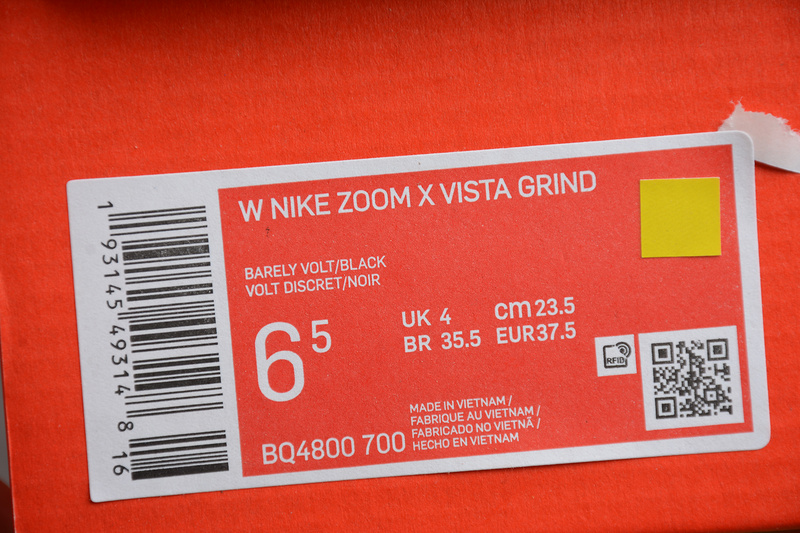 W NIKE ZOOM X VISTA GRIND
BARELY VOLT/BLACK
VOLT DISCRET/NOIR
6 5
UK 4 cm 23.5
BR 35.5 EUR 37.5
RFID
MADE IN VIETNAM /
FABRIQUE AU VIETNAM /
FABRICADO NO VIETNÃ /
HECHO EN VIETNAM
BQ4800 700
1 93145 49314 8 16